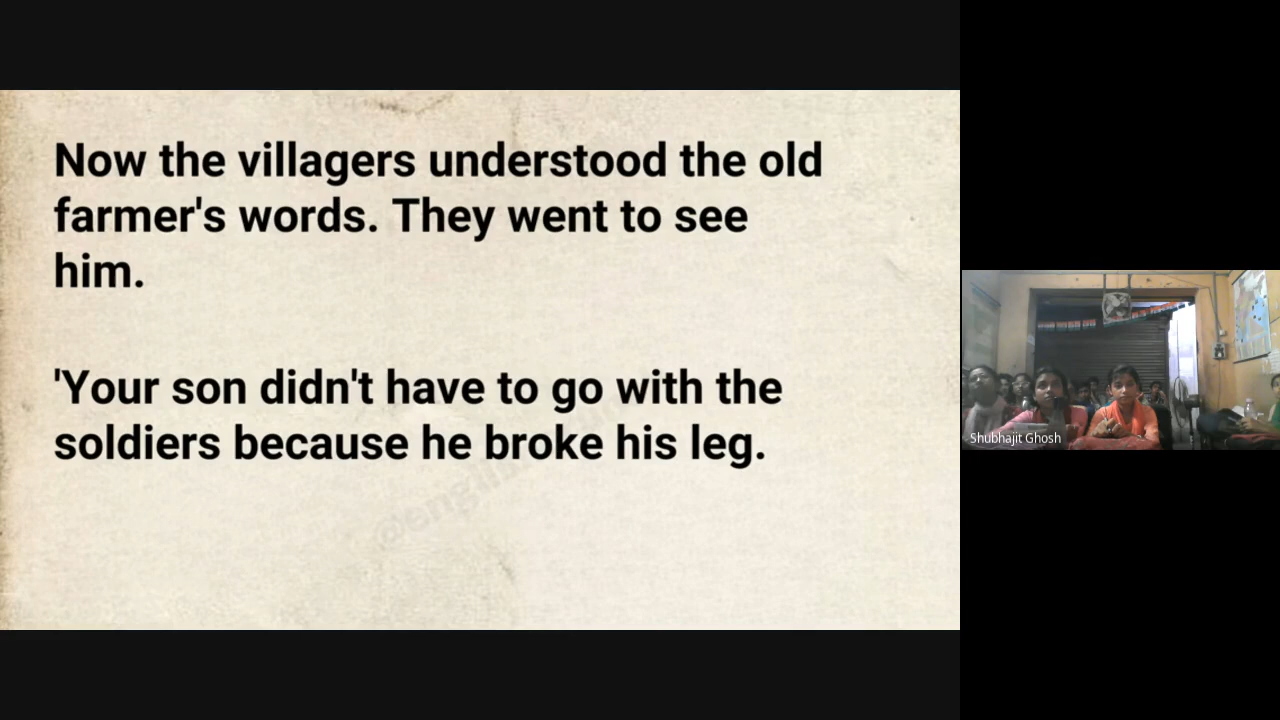 Now the villagers understood the old
farmer's words. They went to see
him.
'Your son didn't have to go with the
soldiers because he broke his leg.
Shubhajit Ghosh